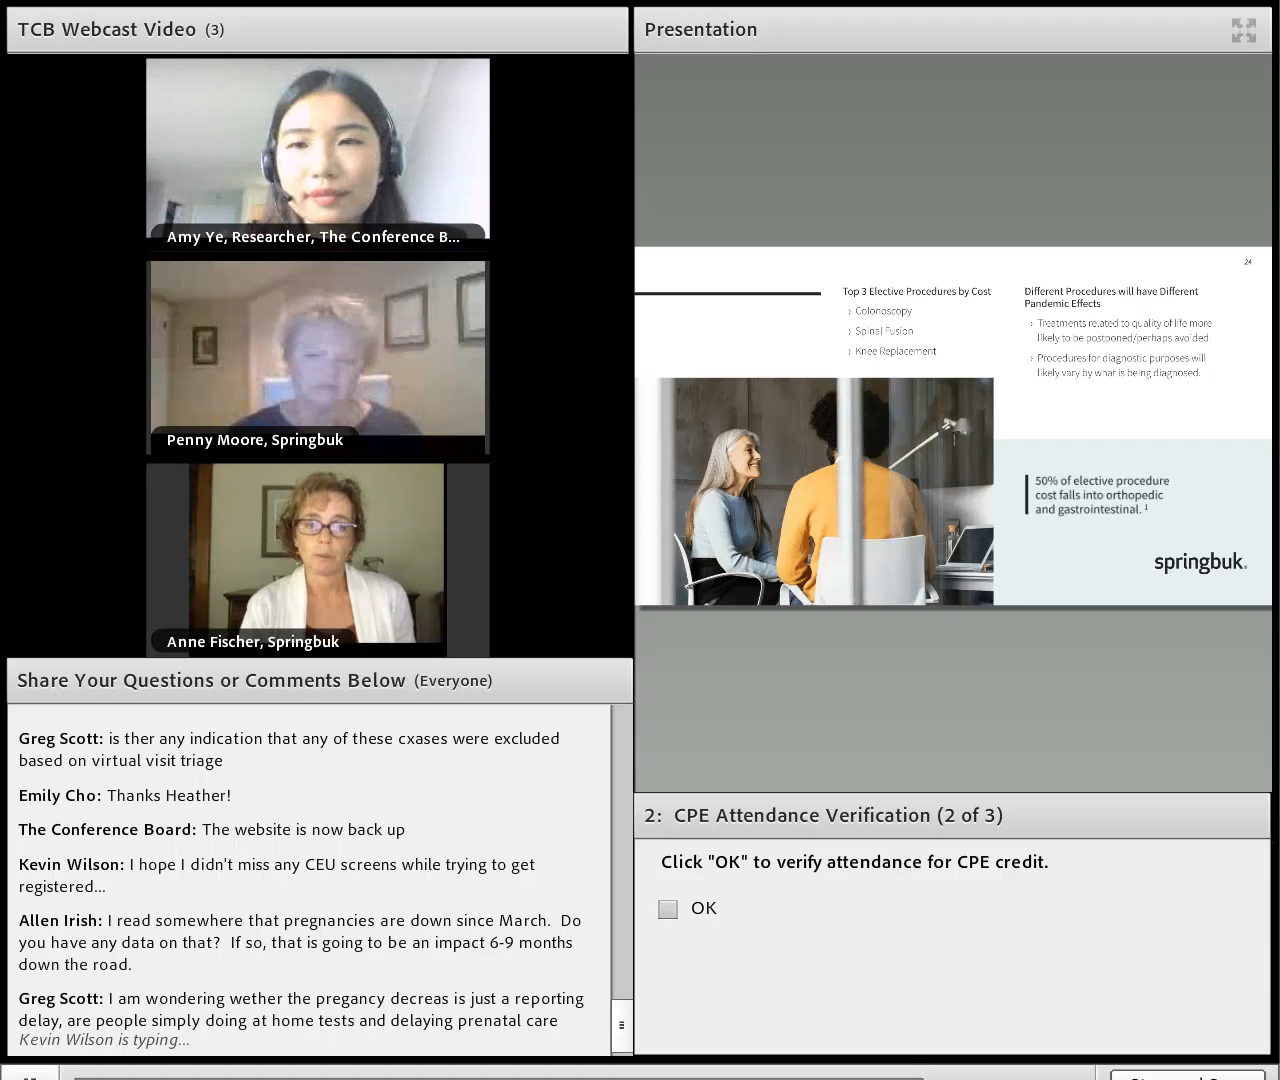 TCB Webcast Video (3)
Amy Ye, Researcher, The Conference B...
Penny Moore, Springbuk
Anne Fischer, Springbuk
Share Your Questions or Comments Below (Everyone)
Greg Scott: is ther any indication that any of these cxases were excluded
based on virtual visit triage
Emily Cho: Thanks Heather!
The Conference Board: The website is now back up
Kevin Wilson: I hope I didn't miss any CEU screens while trying to get
registered...
Allen Irish: I read somewhere that pregnancies are down since March. Do
you have any data on that? If so, that is going to be an impact 6-9 months
down the road.
Greg Scott: I am wondering wether the pregancy decreas is just a reporting
delay, are people simply doing at home tests and delaying prenatal care
Kevin Wilson is typing...
Presentation
24
Top 3 Elective Procedures by Cost
› Colonoscopy
› Spinal Fusion
› Knee Replacement
Different Procedures will have Different
Pandemic Effects
› Treatments related to quality of life more
likely to be postponed/perhaps avoided.
› Procedures for diagnostic purposes will
likely vary by what is being diagnosed.
50% of elective procedure
cost falls into orthopedic
and gastrointestinal. 1
springbuk.
2: CPE Attendance Verification (2 of 3)
Click "OK" to verify attendance for CPE credit.
OK